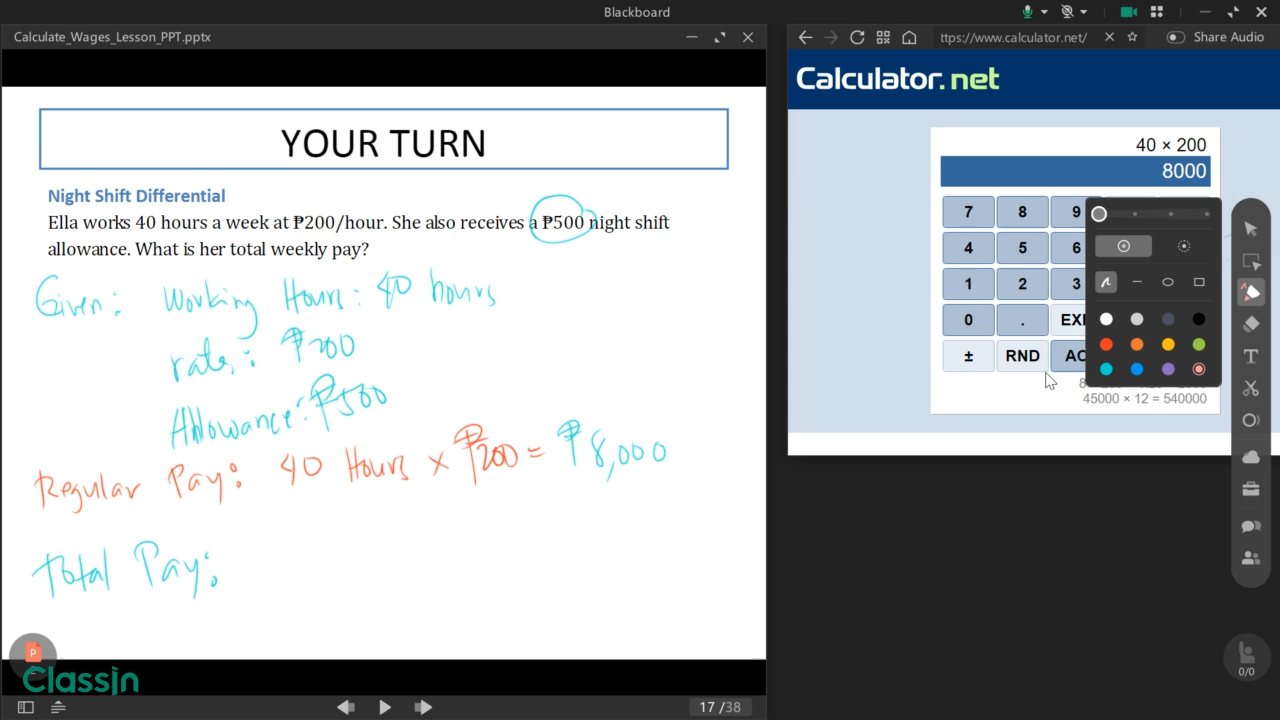 Blackboard
Calculate_Wages_Lesson_PPT.pptx
YOUR TURN
Night Shift Differential
Ella works 40 hours a week at ₱200/hour. She also receives a ₱500 night shift
allowance. What is her total weekly pay?
Given: Working Hours: 40 hours
rate: ₱200
Allowance: ₱500
Regular Pay: 40 Hours × ₱200 = ₱8,000
Total Pay:
P
ClassIn
17 /38
ttps://www.calculator.net/
Share Audio
Calculator.net
40 × 200
8000
7 8 9
4 5 6
1 2 3
0 . EX
± RND AC
45000 × 12 = 540000
T
0/0